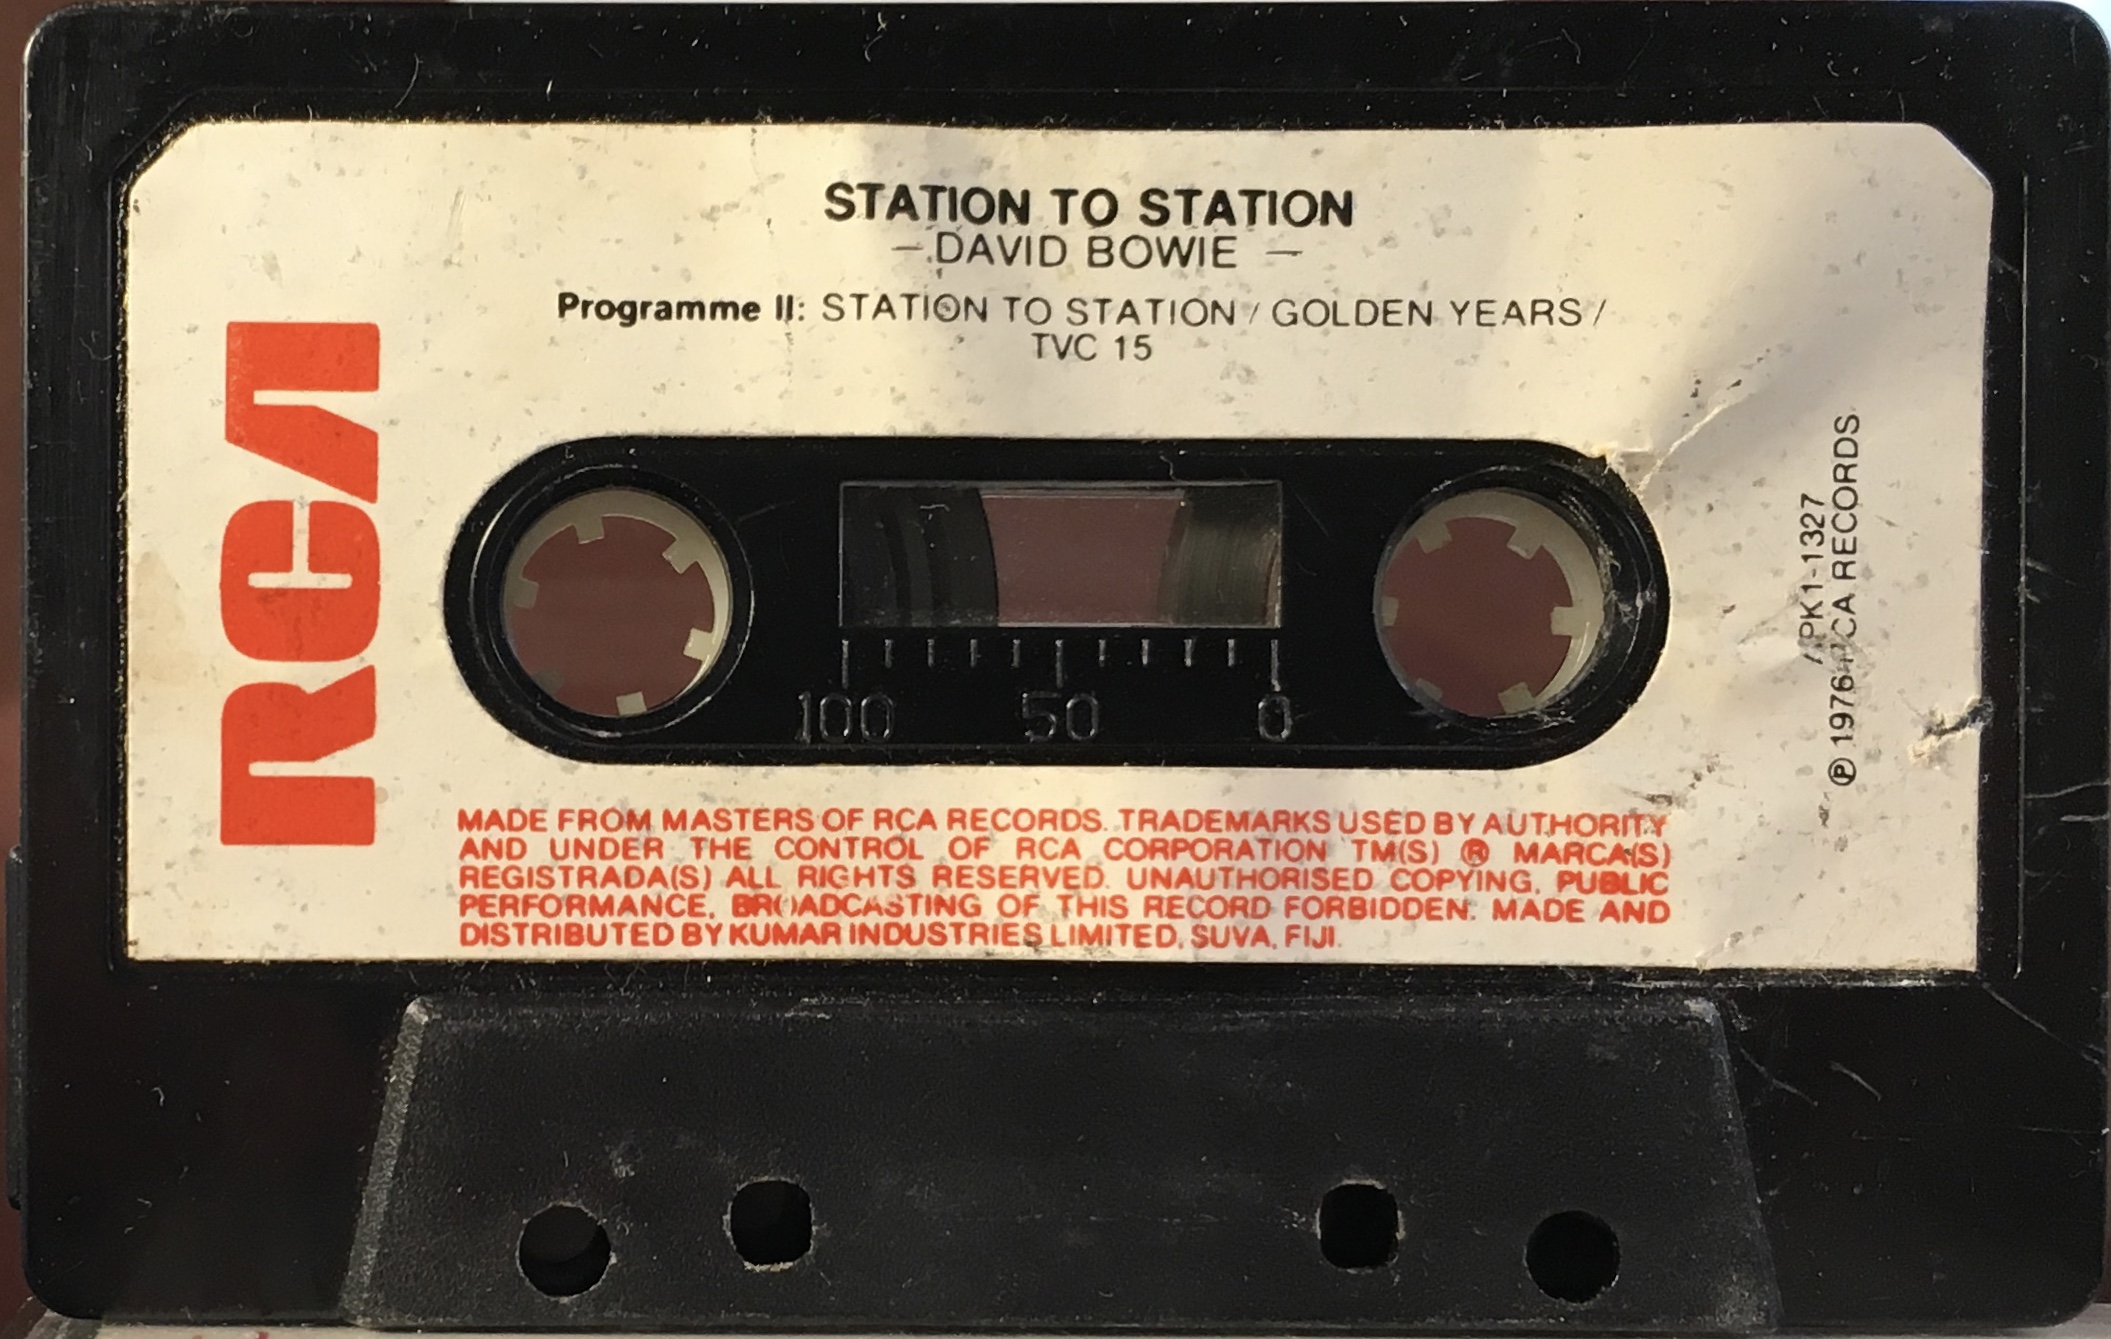 STATION TO STATION
— DAVID BOWIE —
Programme II: STATION TO STATION / GOLDEN YEARS /
TVC 15
RCA
100 50 0
APK1-1327
℗ 1976 RCA RECORDS
MADE FROM MASTERS OF RCA RECORDS. TRADEMARKS USED BY AUTHORITY
AND UNDER THE CONTROL OF RCA CORPORATION TM(S) ® MARCA(S)
REGISTRADA(S) ALL RIGHTS RESERVED. UNAUTHORISED COPYING, PUBLIC
PERFORMANCE, BROADCASTING OF THIS RECORD FORBIDDEN. MADE AND
DISTRIBUTED BY KUMAR INDUSTRIES LIMITED, SUVA, FIJI.